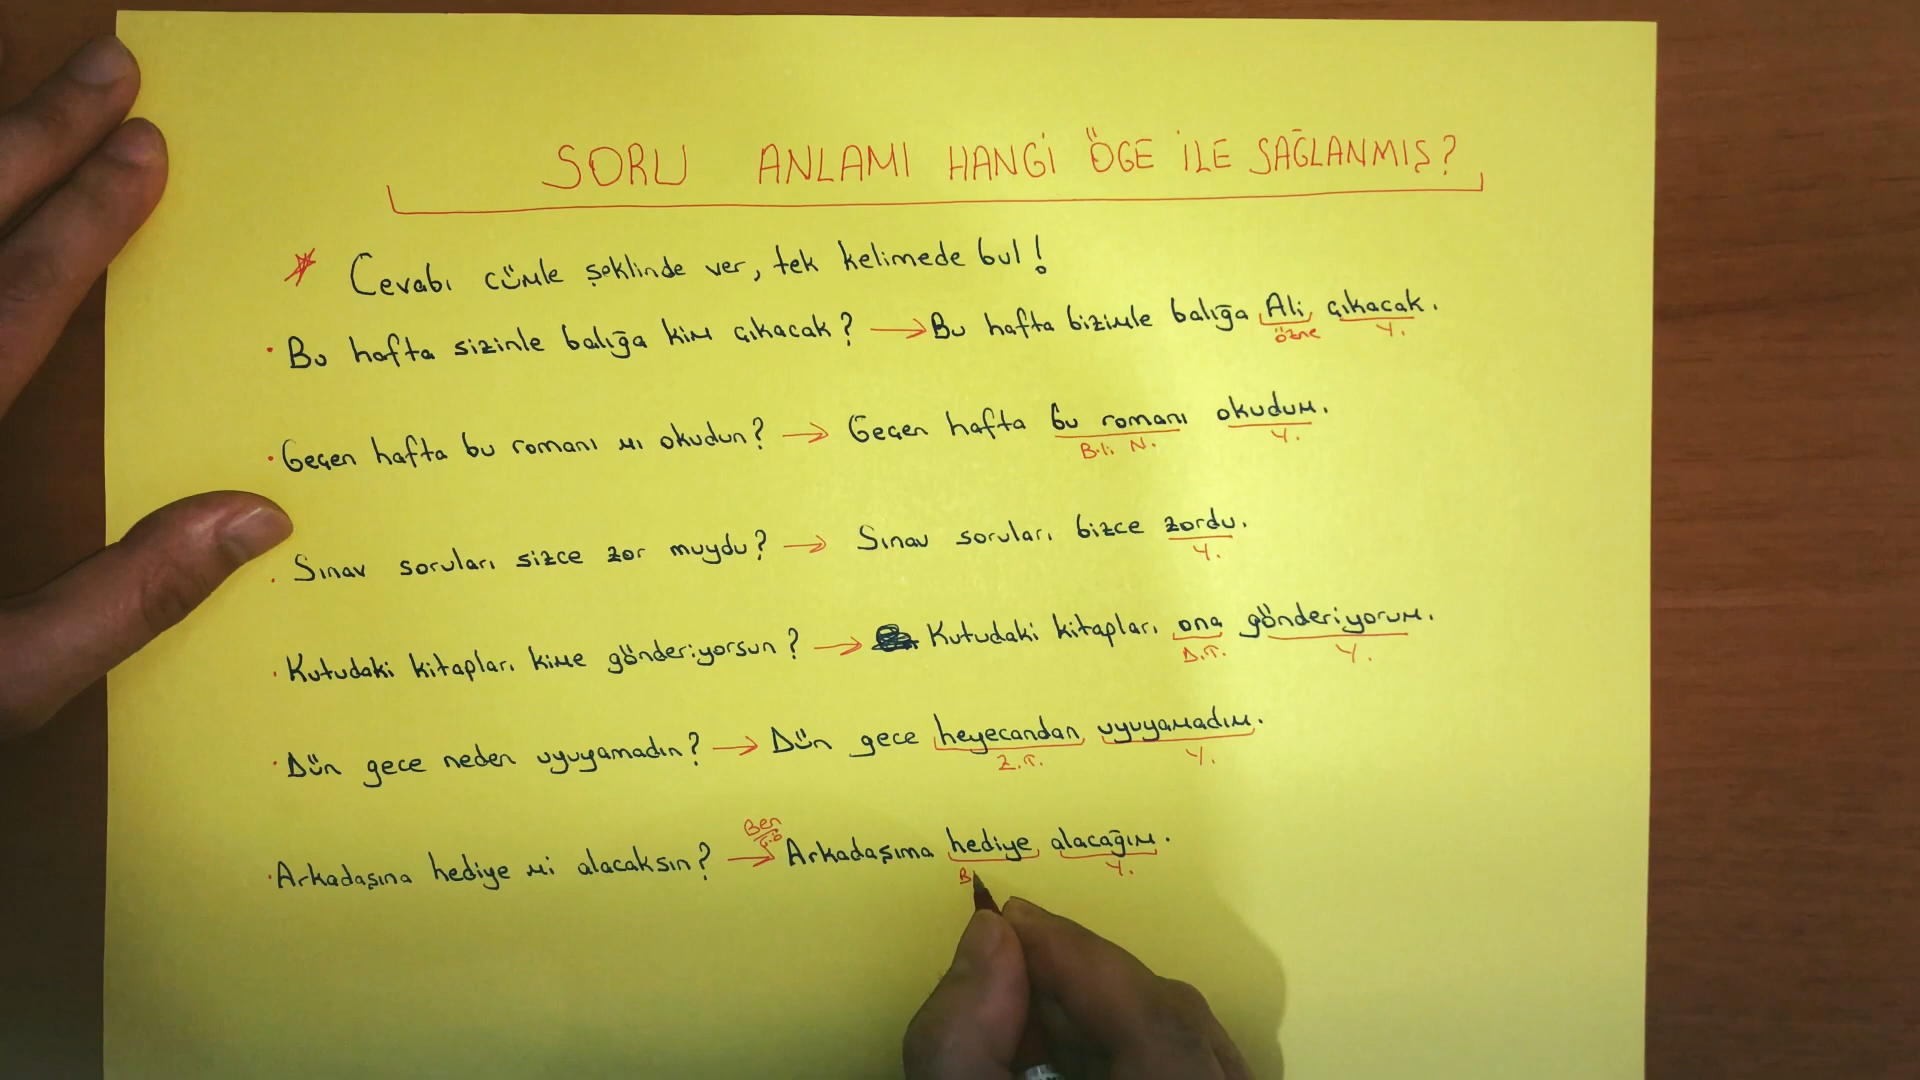 SORU ANLAMI HANGİ ÖGE İLE SAĞLANMIŞ?
Cevabı cümle şeklinde ver, tek kelimede bul!
Bu hafta sizinle balığa kim çıkacak? → Bu hafta bizimle balığa Ali çıkacak.
özne Y.
Geçen hafta bu romanı mı okudun? → Geçen hafta bu romanı okudum.
B.li N. Y.
Sınav soruları sizce zor muydu? → Sınav soruları bizce zordu.
Y.
Kutudaki kitapları kime gönderiyorsun? → Kutudaki kitapları ona gönderiyorum.
D.T. Y.
Dün gece neden uyuyamadın? → Dün gece heyecandan uyuyamadım.
Z.T. Y.
Ben
G.Ö
Arkadaşına hediye mi alacaksın? → Arkadaşıma hediye alacağım.
B Y.